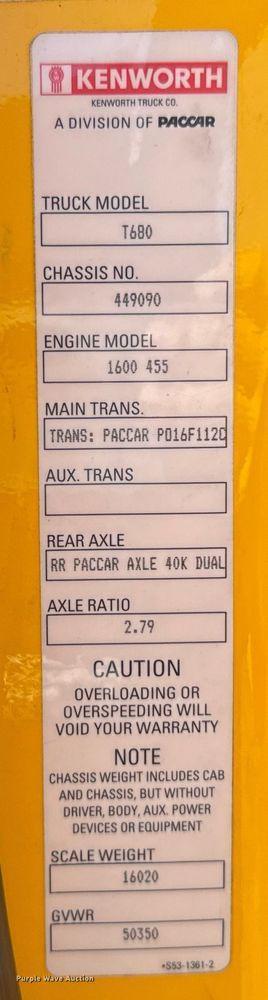 KENWORTH
KENWORTH TRUCK CO.
A DIVISION OF PACCAR
TRUCK MODEL
T680
CHASSIS NO.
449090
ENGINE MODEL
1600 455
MAIN TRANS.
TRANS: PACCAR PO16F112C
AUX. TRANS
REAR AXLE
RR PACCAR AXLE 40K DUAL
AXLE RATIO
2.79
CAUTION
OVERLOADING OR
OVERSPEEDING WILL
VOID YOUR WARRANTY
NOTE
CHASSIS WEIGHT INCLUDES CAB
AND CHASSIS, BUT WITHOUT
DRIVER, BODY, AUX. POWER
DEVICES OR EQUIPMENT
SCALE WEIGHT
16020
GVWR
50350
*S53-1361-2
Purple Wave Auction